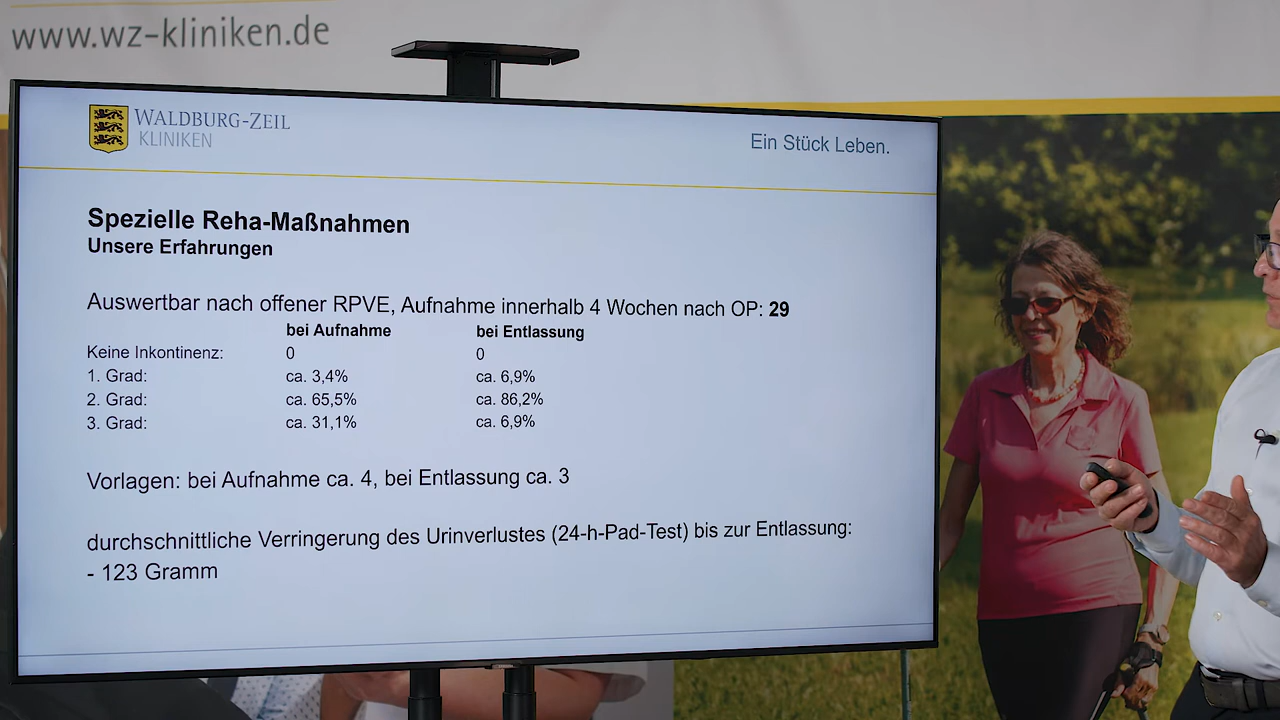 www.wz-kliniken.de
WALDBURG-ZEIL
KLINIKEN
Ein Stück Leben.
Spezielle Reha-Maßnahmen
Unsere Erfahrungen
Auswertbar nach offener RPVE, Aufnahme innerhalb 4 Wochen nach OP: 29
bei Aufnahme bei Entlassung
Keine Inkontinenz: 0 0
1. Grad: ca. 3,4% ca. 6,9%
2. Grad: ca. 65,5% ca. 86,2%
3. Grad: ca. 31,1% ca. 6,9%
Vorlagen: bei Aufnahme ca. 4, bei Entlassung ca. 3
durchschnittliche Verringerung des Urinverlustes (24-h-Pad-Test) bis zur Entlassung:
- 123 Gramm